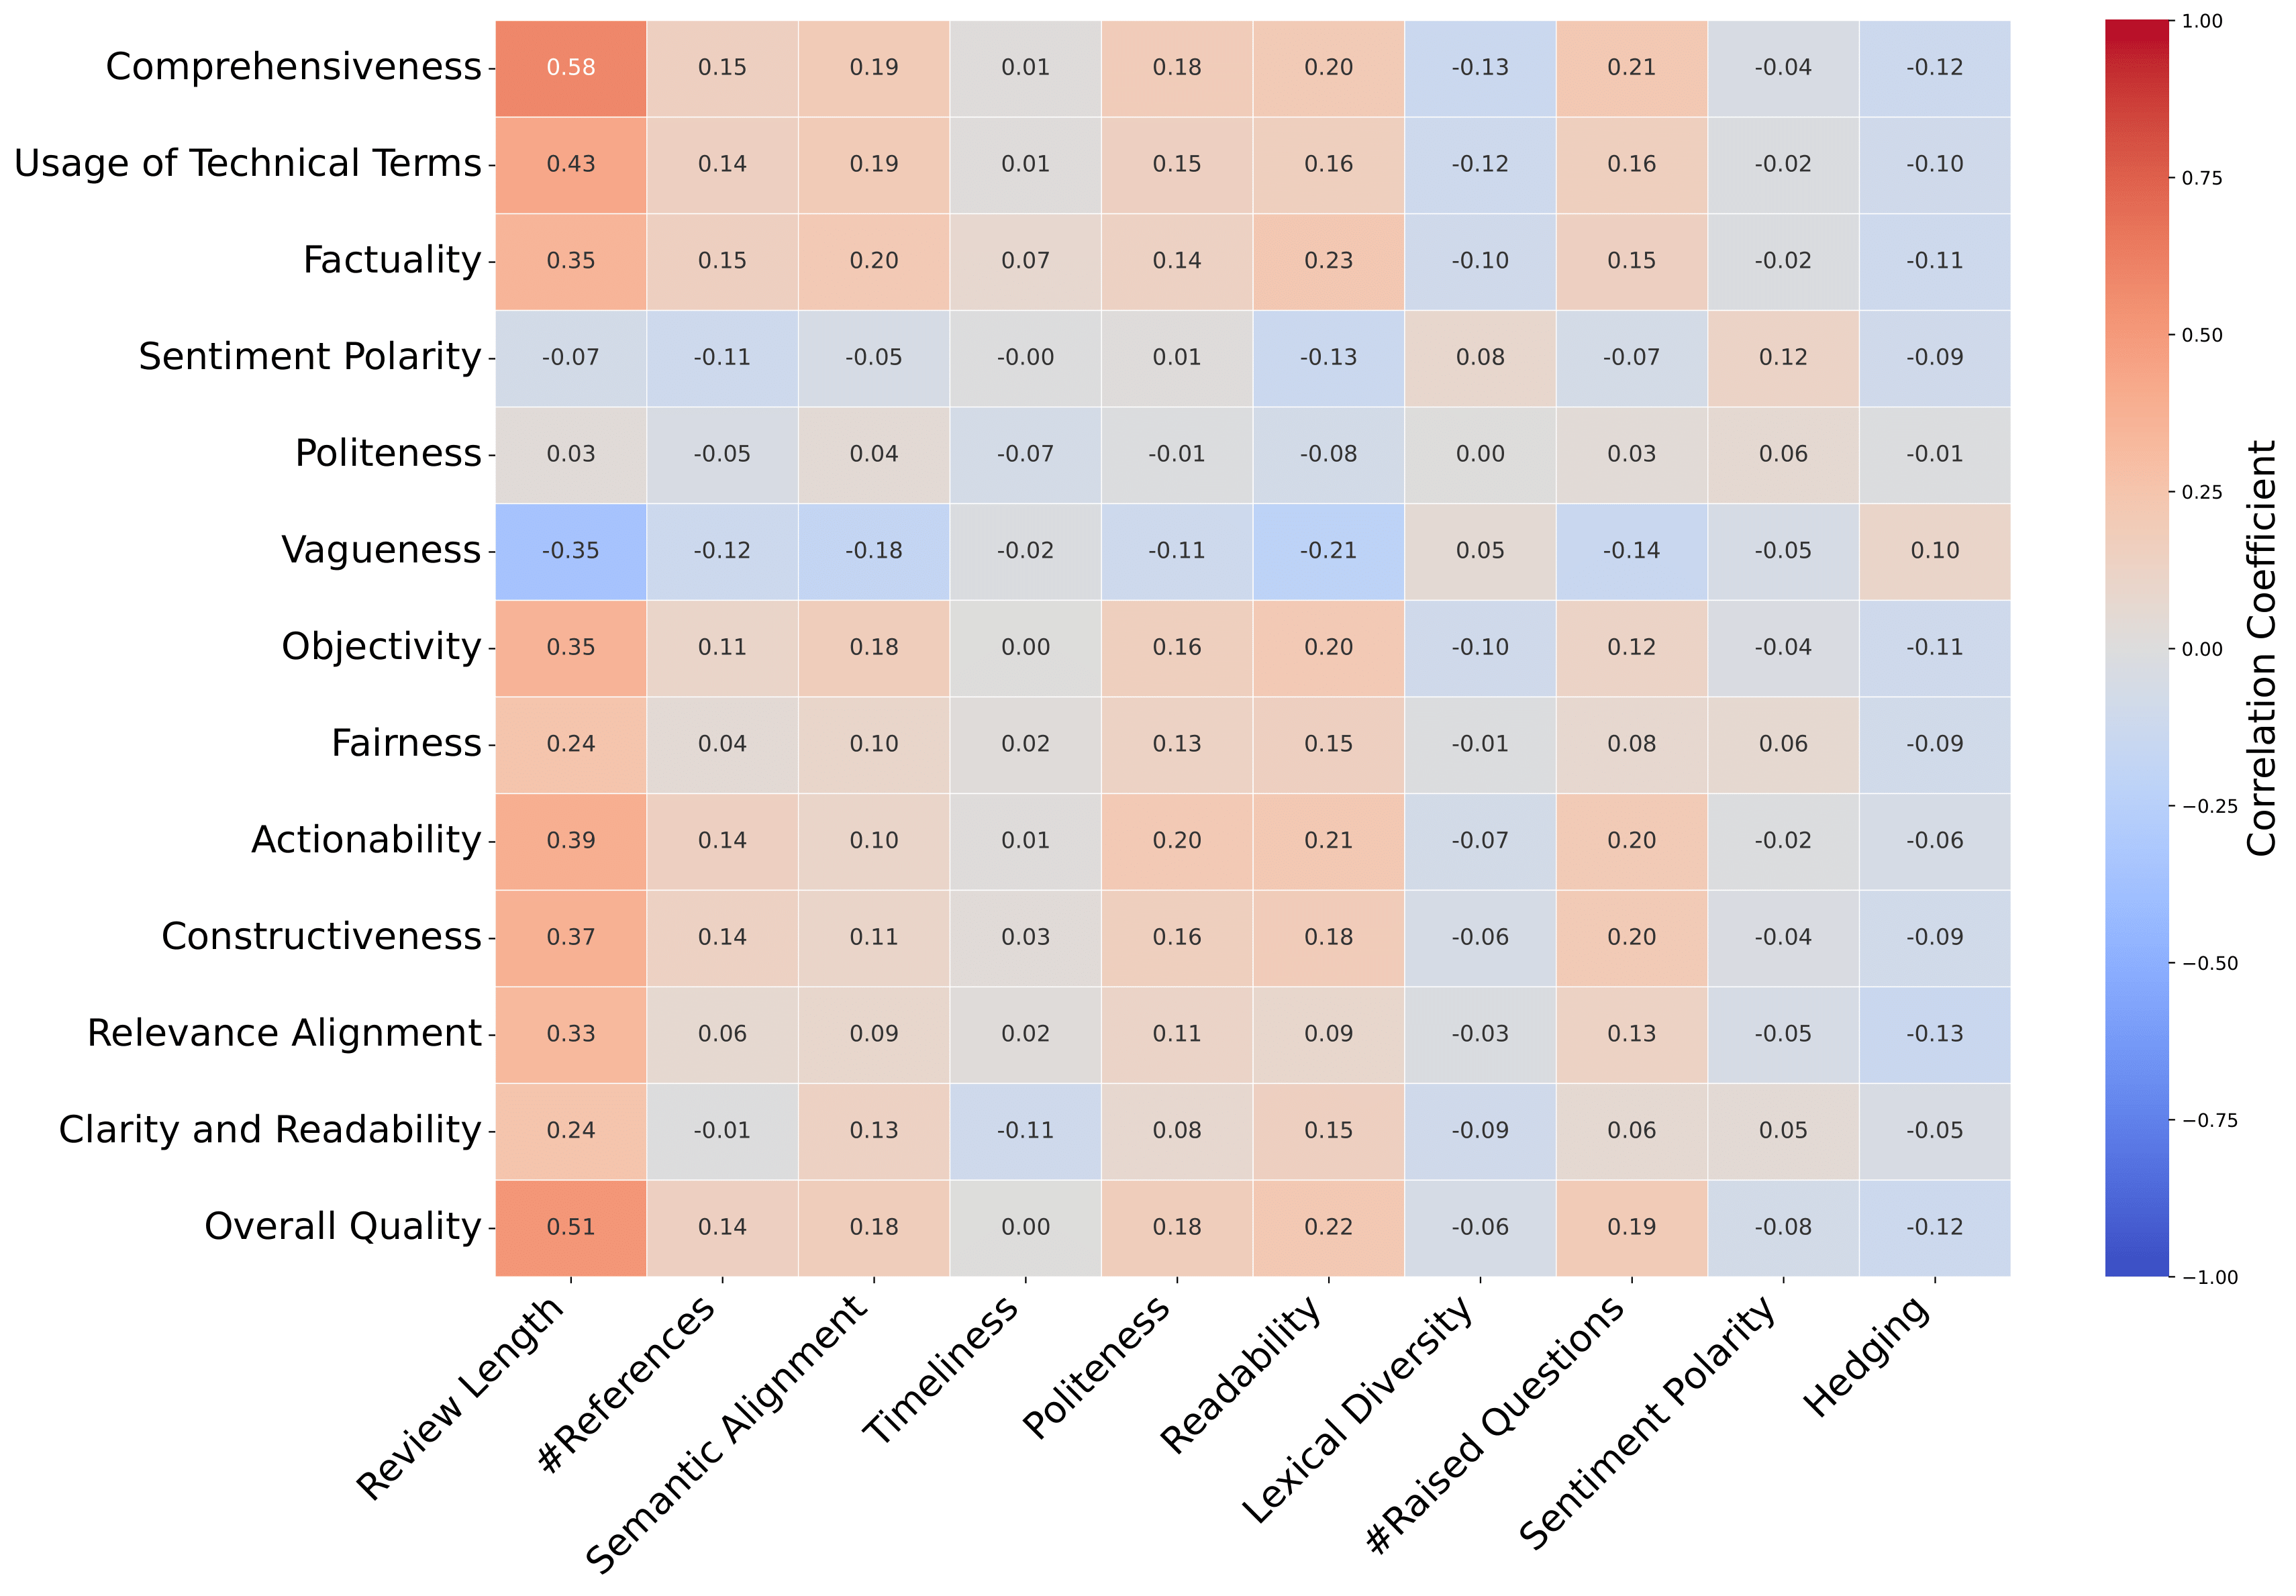 Comprehensiveness 0.58 0.15 0.19 0.01 0.18 0.20 -0.13 0.21 -0.04 -0.12
Usage of Technical Terms 0.43 0.14 0.19 0.01 0.15 0.16 -0.12 0.16 -0.02 -0.10
Factuality 0.35 0.15 0.20 0.07 0.14 0.23 -0.10 0.15 -0.02 -0.11
Sentiment Polarity -0.07 -0.11 -0.05 -0.00 0.01 -0.13 0.08 -0.07 0.12 -0.09
Politeness 0.03 -0.05 0.04 -0.07 -0.01 -0.08 0.00 0.03 0.06 -0.01
Vagueness -0.35 -0.12 -0.18 -0.02 -0.11 -0.21 0.05 -0.14 -0.05 0.10
Objectivity 0.35 0.11 0.18 0.00 0.16 0.20 -0.10 0.12 -0.04 -0.11
Fairness 0.24 0.04 0.10 0.02 0.13 0.15 -0.01 0.08 0.06 -0.09
Actionability 0.39 0.14 0.10 0.01 0.20 0.21 -0.07 0.20 -0.02 -0.06
Constructiveness 0.37 0.14 0.11 0.03 0.16 0.18 -0.06 0.20 -0.04 -0.09
Relevance Alignment 0.33 0.06 0.09 0.02 0.11 0.09 -0.03 0.13 -0.05 -0.13
Clarity and Readability 0.24 -0.01 0.13 -0.11 0.08 0.15 -0.09 0.06 0.05 -0.05
Overall Quality 0.51 0.14 0.18 0.00 0.18 0.22 -0.06 0.19 -0.08 -0.12
Review Length
#References
Semantic Alignment
Timeliness
Politeness
Readability
Lexical Diversity
#Raised Questions
Sentiment Polarity
Hedging
1.00
0.75
0.50
0.25
0.00
−0.25
−0.50
−0.75
−1.00
Correlation Coefficient